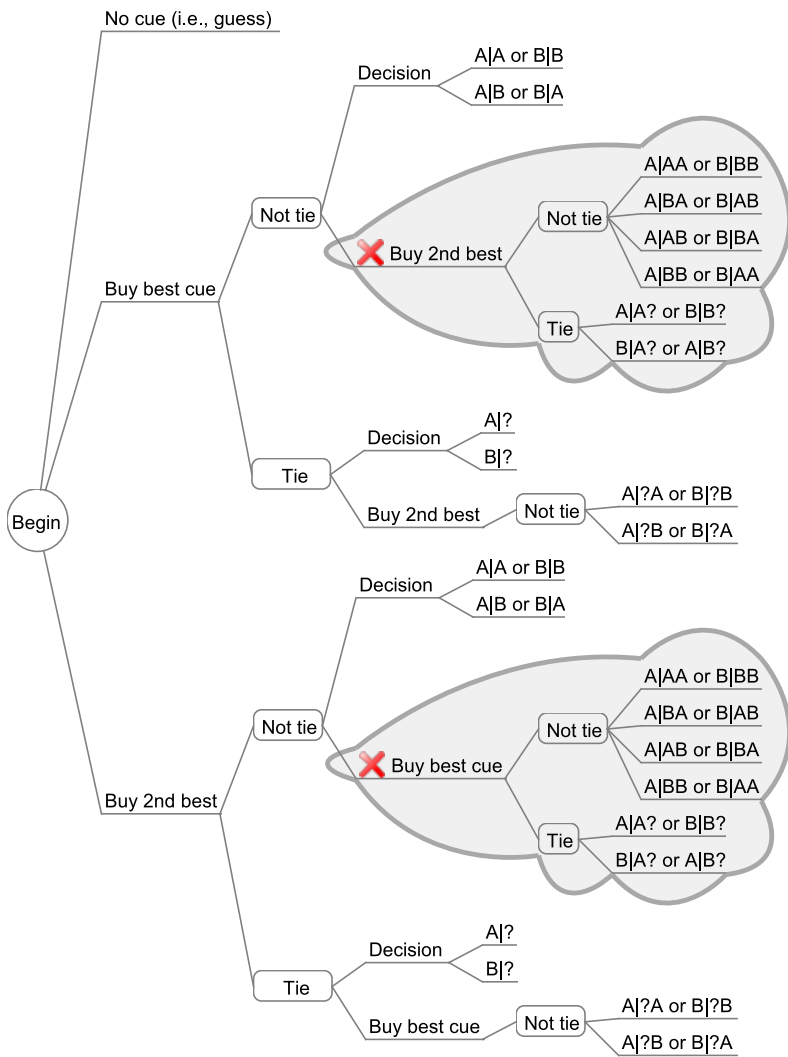 No cue (i.e., guess)
A|A or B|B
Decision
A|B or B|A
A|AA or B|BB
A|BA or B|AB
Not tie
Not tie
A|AB or B|BA
Buy 2nd best
A|BB or B|AA
Buy best cue
A|A? or B|B?
Tie
B|A? or A|B?
A|?
Decision
B|?
Tie
A|?A or B|?B
Buy 2nd best
Not tie
A|?B or B|?A
Begin
A|A or B|B
Decision
A|B or B|A
A|AA or B|BB
A|BA or B|AB
Not tie
Not tie
A|AB or B|BA
Buy best cue
A|BB or B|AA
Buy 2nd best
A|A? or B|B?
Tie
B|A? or A|B?
A|?
Decision
B|?
Tie
A|?A or B|?B
Buy best cue
Not tie
A|?B or B|?A